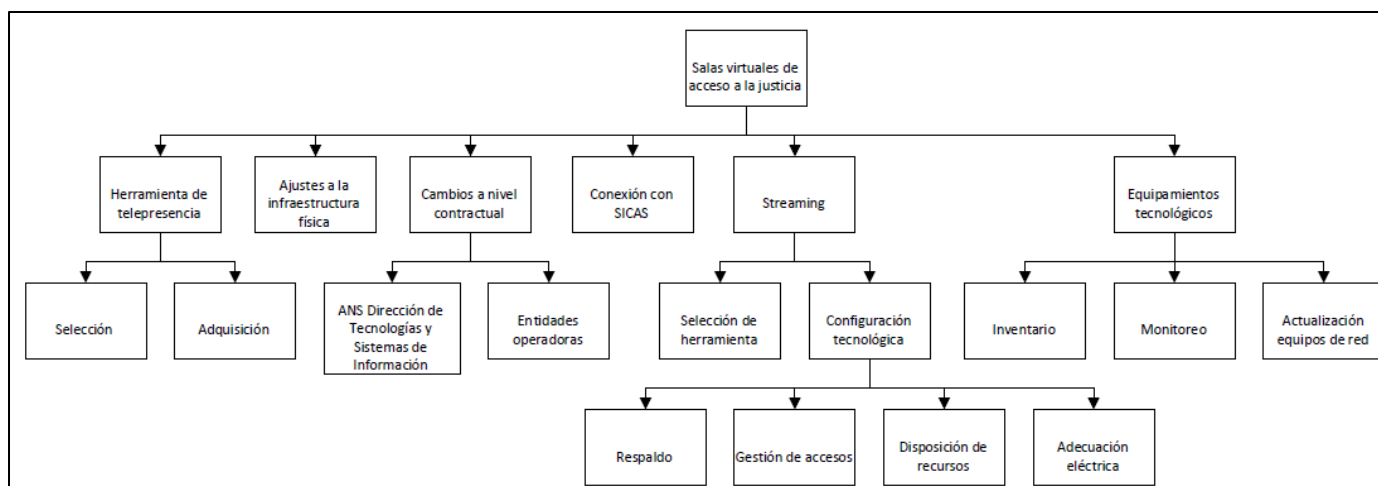 Salas virtuales de
acceso a la justicia
Herramienta de
telepresencia
Ajustes a la
infraestructura
física
Cambios a nivel
contractual
Conexión con
SICAS
Streaming
Equipamientos
tecnológicos
Selección
Adquisición
ANS Dirección de
Tecnologías y
Sistemas de
Información
Entidades
operadoras
Selección de
herramienta
Configuración
tecnológica
Inventario
Monitoreo
Actualización
equipos de red
Respaldo
Gestión de accesos
Disposición de
recursos
Adecuación
eléctrica